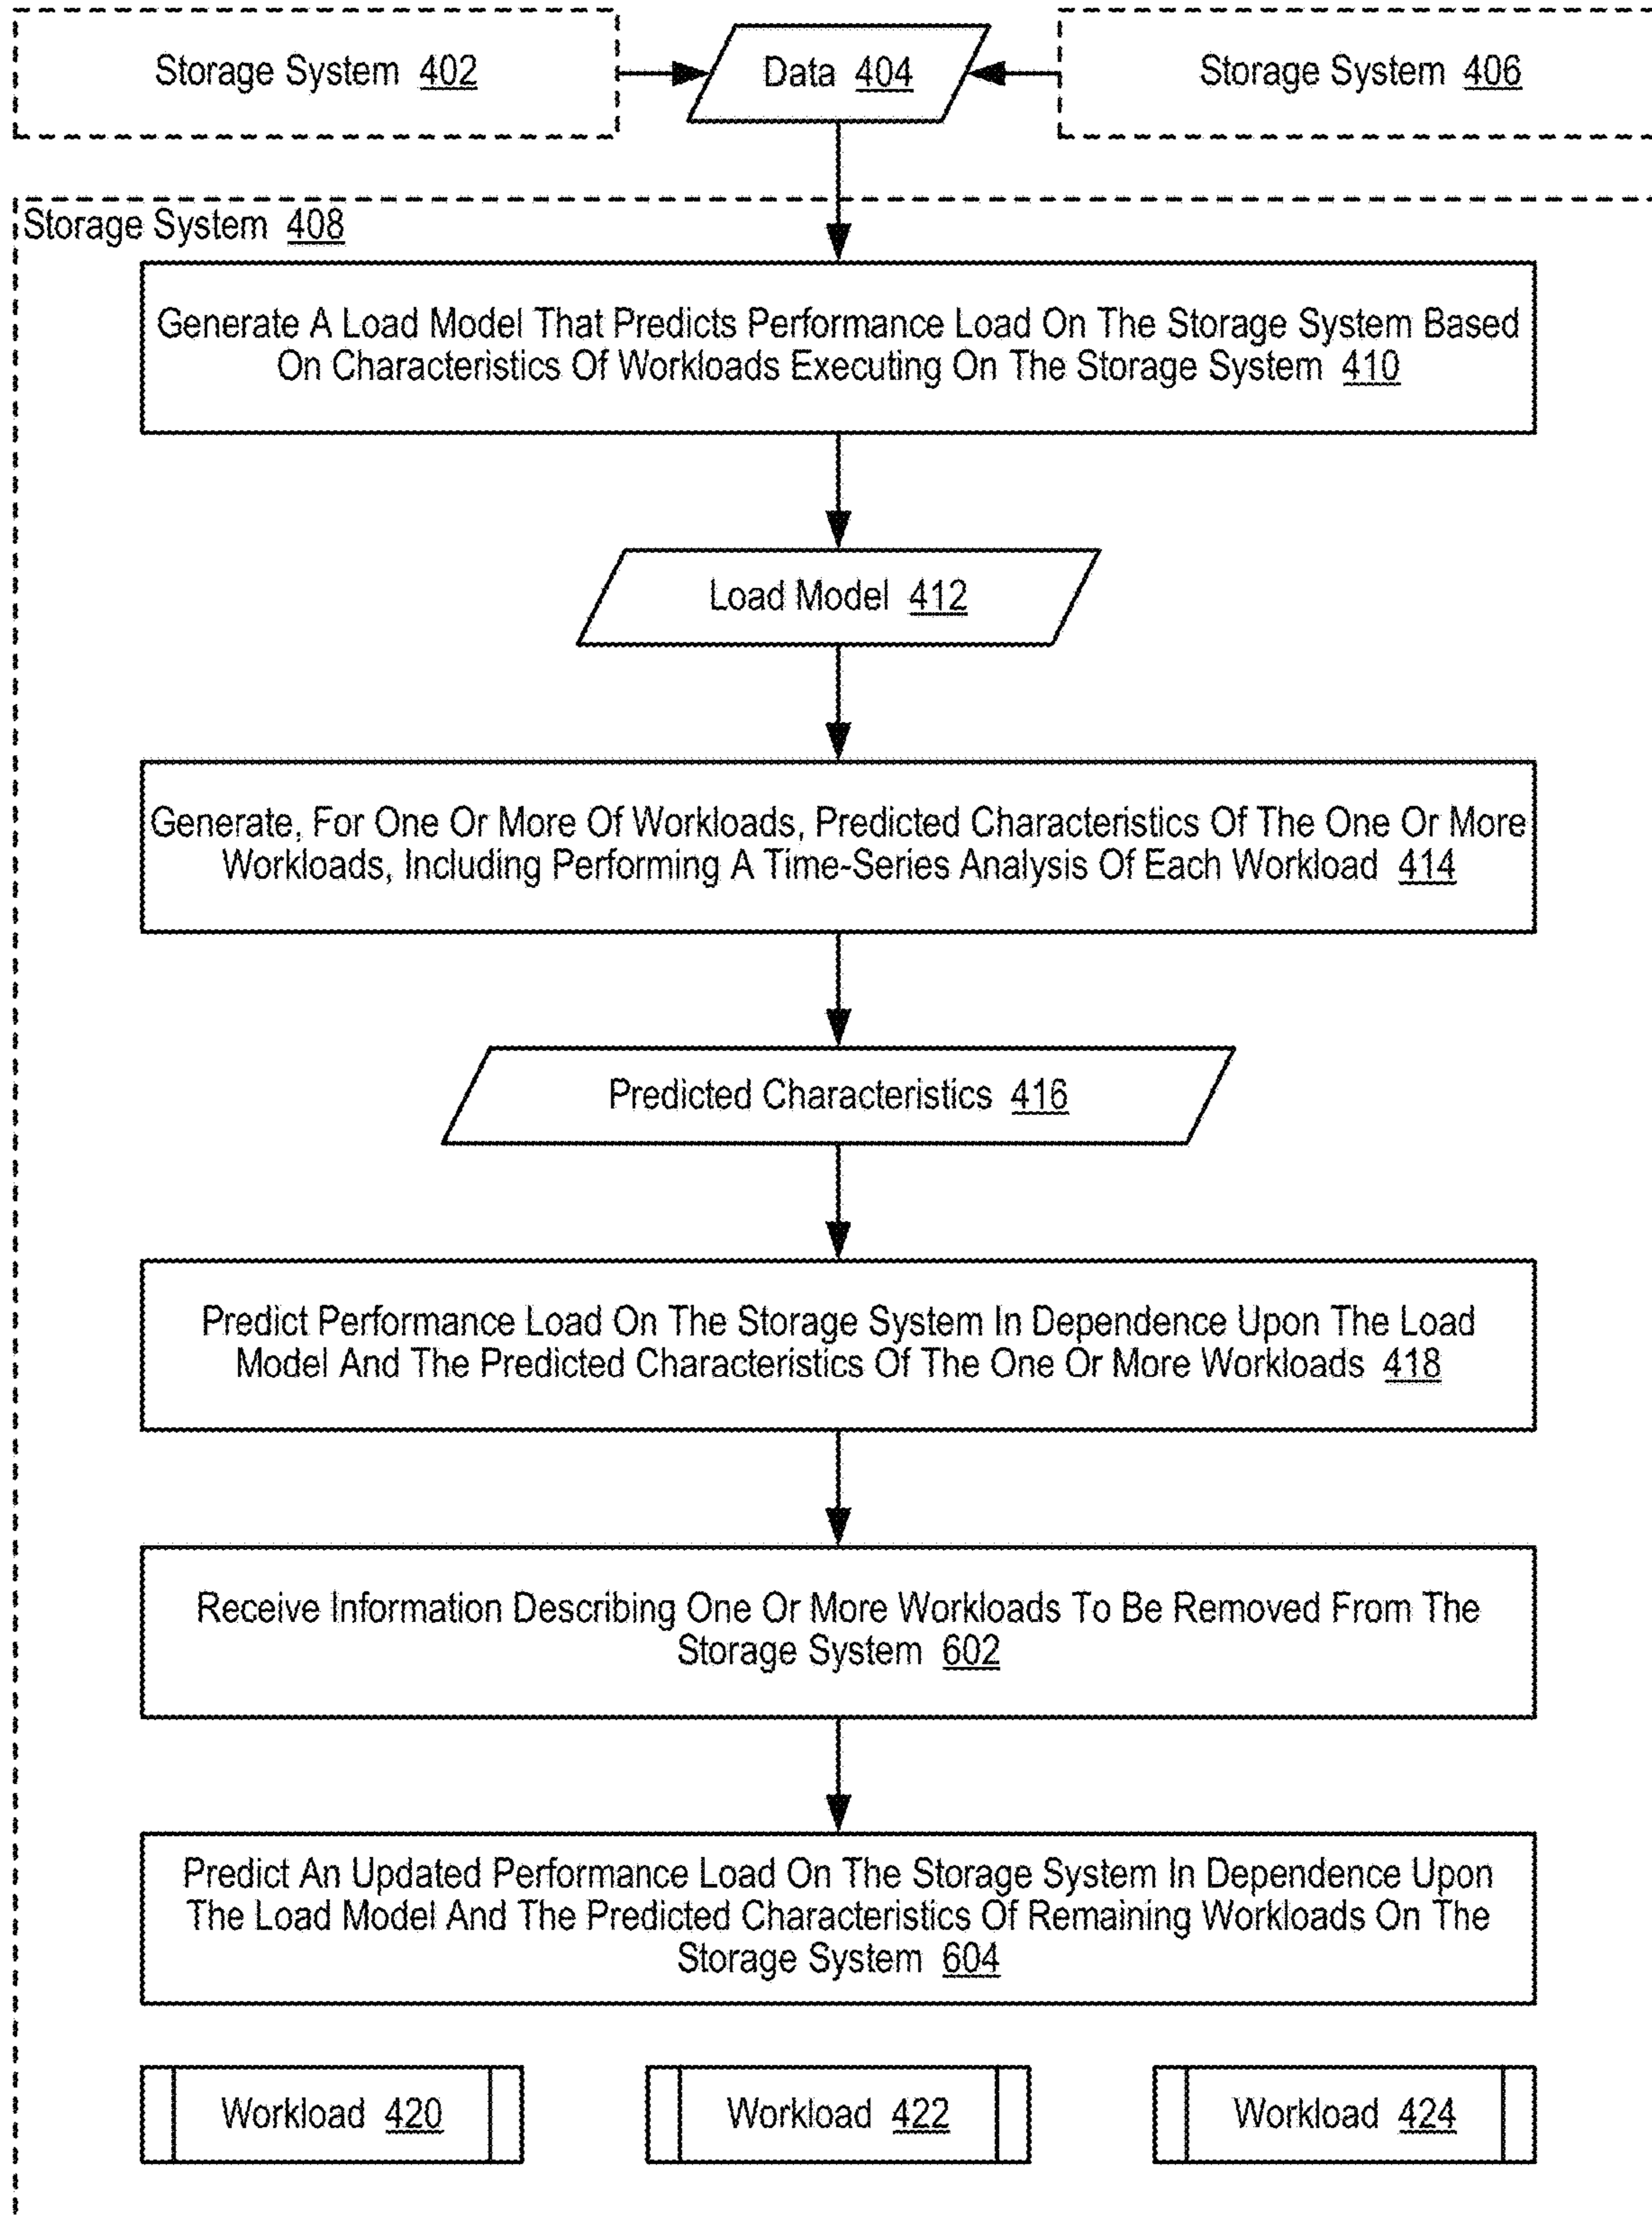 Storage System 402
Data 404
Storage System 406
Storage System 408
Generate A Load Model That Predicts Performance Load On The Storage System Based
On Characteristics Of Workloads Executing On The Storage System 410
Load Model 412
Generate, For One Or More Of Workloads, Predicted Characteristics Of The One Or More
Workloads, Including Performing A Time-Series Analysis Of Each Workload 414
Predicted Characteristics 416
Predict Performance Load On The Storage System In Dependence Upon The Load
Model And The Predicted Characteristics Of The One Or More Workloads 418
Receive Information Describing One Or More Workloads To Be Removed From The
Storage System 602
Predict An Updated Performance Load On The Storage System In Dependence Upon
The Load Model And The Predicted Characteristics Of Remaining Workloads On The
Storage System 604
Workload 420
Workload 422
Workload 424